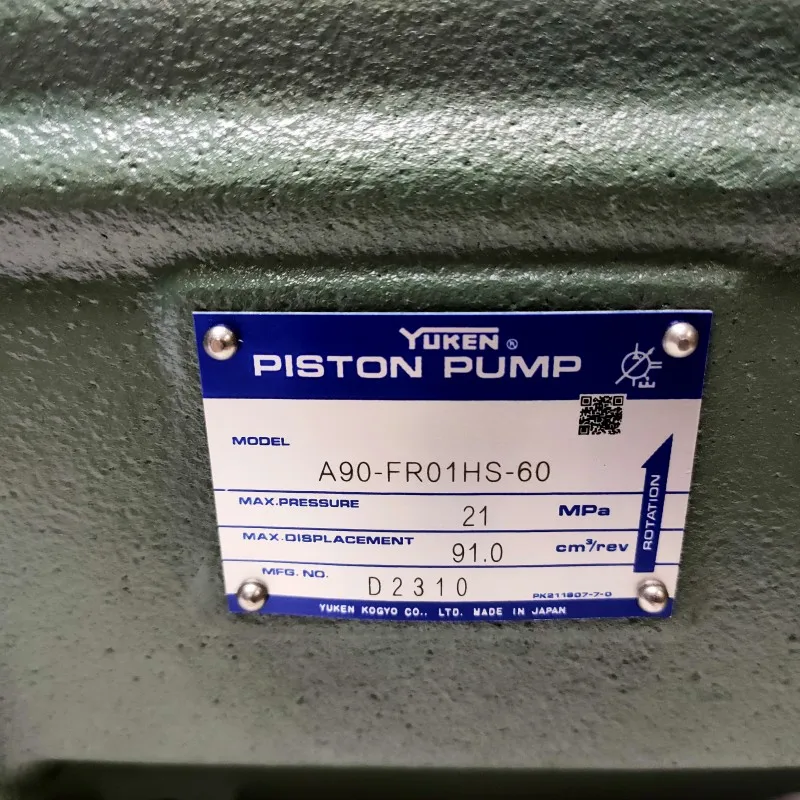 YUKEN®
PISTON PUMP
MODEL
A90-FR01HS-60
MAX.PRESSURE 21 MPa
MAX.DISPLACEMENT 91.0 cm³/rev
MFG. NO. D2310 PK211807-7-D
YUKEN KOGYO CO., LTD. MADE IN JAPAN
ROTATION